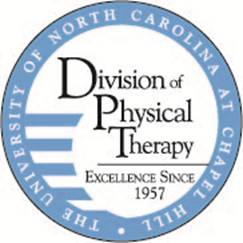 THE UNIVERSITY OF NORTH CAROLINA AT CHAPEL HILL
Division of
Physical
Therapy
EXCELLENCE SINCE
1957